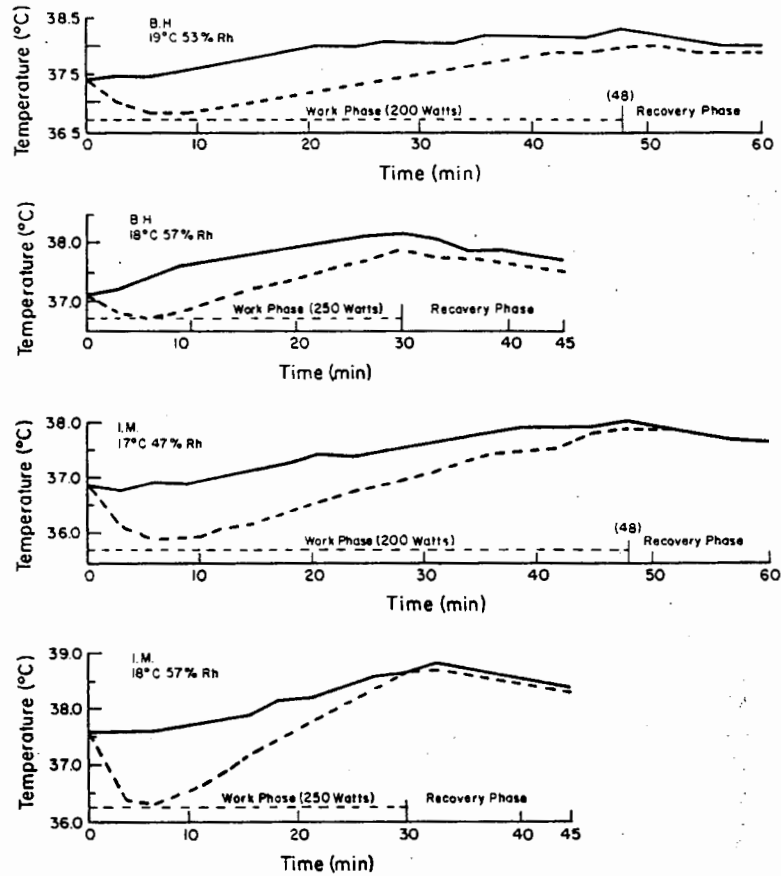 Temperature (°C)
38.5
37.5
36.5
B.H
19°C 53% Rh
Work Phase (200 Watts)
(48)
Recovery Phase
0 10 20 30 40 50 60
Time (min)
Temperature (°C)
38.0
37.0
B.H
18°C 57% Rh
Work Phase (250 Watts)
Recovery Phase
0 10 20 30 40 45
Time (min)
Temperature (°C)
38.0
37.0
36.0
I.M.
17°C 47% Rh
Work Phase (200 Watts)
(48)
Recovery Phase
0 10 20 30 40 50 60
Time (min)
Temperature (°C)
39.0
38.0
37.0
36.0
I.M.
18°C 57% Rh
Work Phase (250 Watts)
Recovery Phase
0 10 20 30 40 45
Time (min)